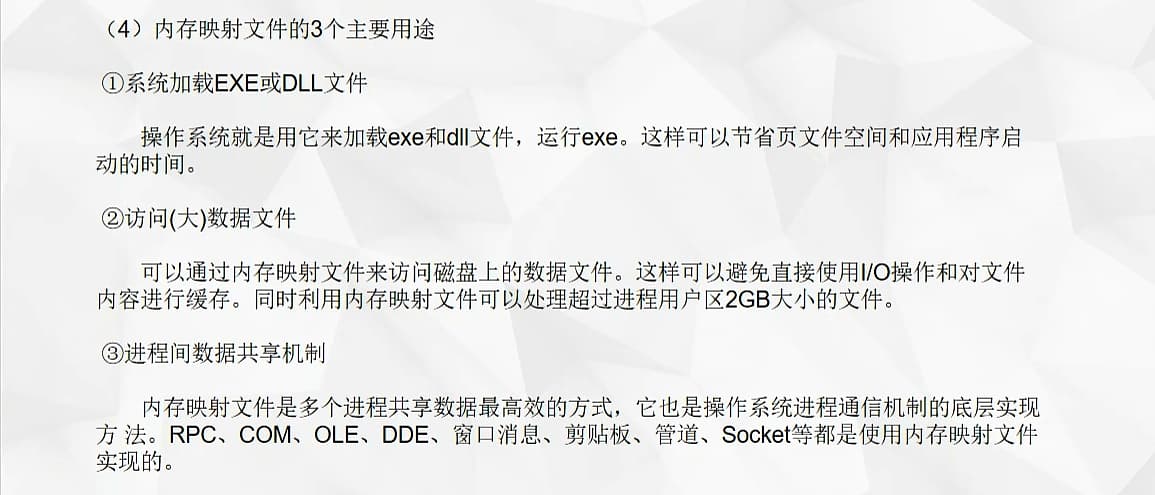 （4）内存映射文件的3个主要用途
①系统加载EXE或DLL文件
操作系统就是用它来加载exe和dll文件，运行exe。这样可以节省页文件空间和应用程序启
动的时间。
②访问(大)数据文件
可以通过内存映射文件来访问磁盘上的数据文件。这样可以避免直接使用I/O操作和对文件
内容进行缓存。同时利用内存映射文件可以处理超过进程用户区2GB大小的文件。
③进程间数据共享机制
内存映射文件是多个进程共享数据最高效的方式，它也是操作系统进程通信机制的底层实现
方 法。RPC、COM、OLE、DDE、窗口消息、剪贴板、管道、Socket等都是使用内存映射文件
实现的。